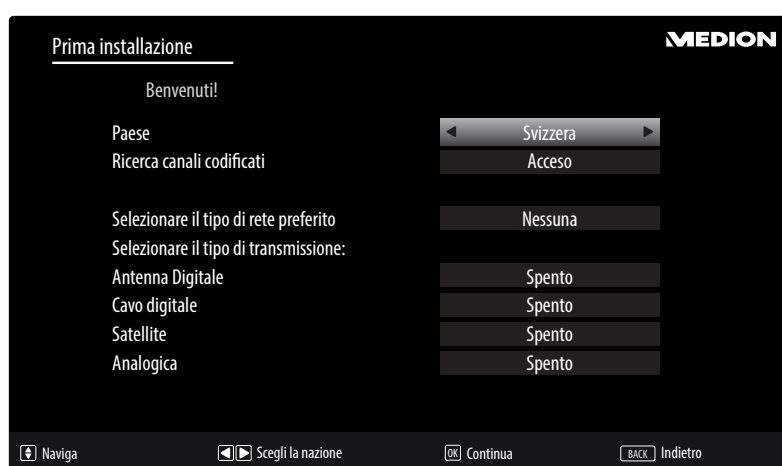 Prima installazione
MEDION
Benvenuti!
Paese Svizzera
Ricerca canali codificati Acceso
Selezionare il tipo di rete preferito Nessuna
Selezionare il tipo di transmissione:
Antenna Digitale Spento
Cavo digitale Spento
Satellite Spento
Analogica Spento
Naviga Scegli la nazione OK Continua BACK Indietro